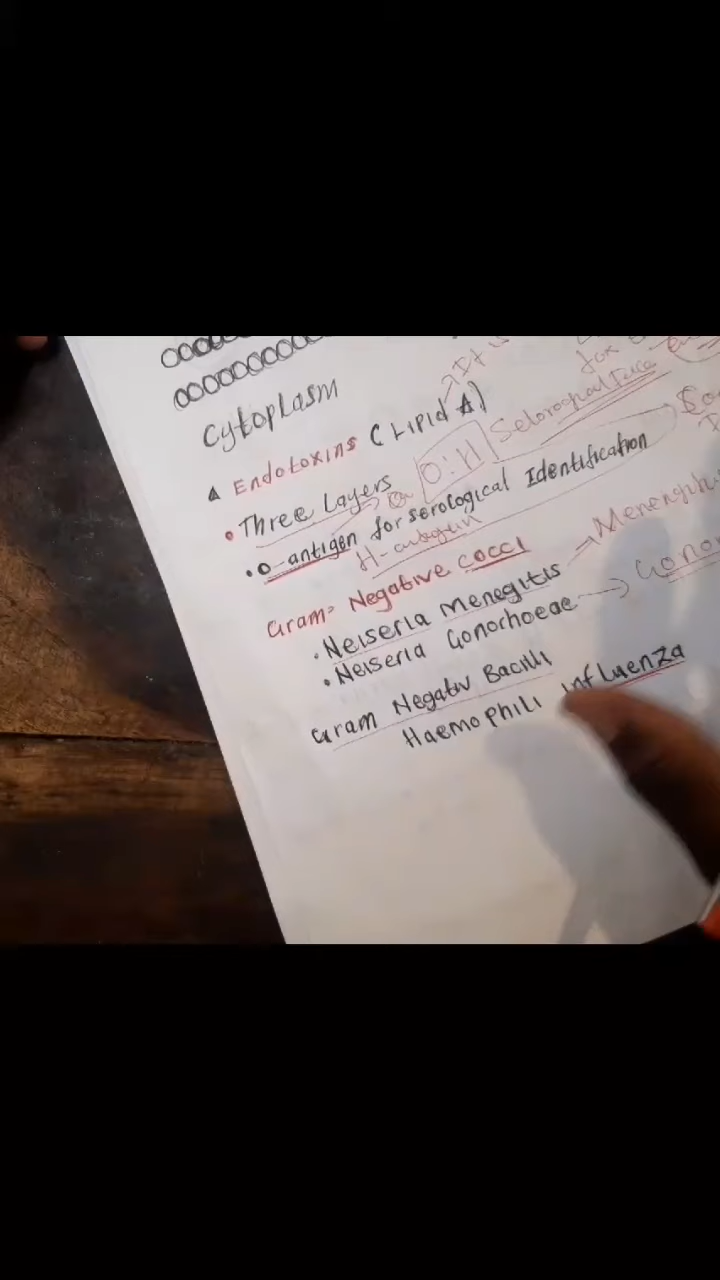 Cytoplasm
Endotoxins (Lipid A)
• Three Layers
O:H
• O-antigen for serological Identification
H-antigen
Gram- Negative cocci
• Neiseria Menegitis
• Neiseria Gonorhoeae
Gram Negativ Bacilli
Haemophili influenza